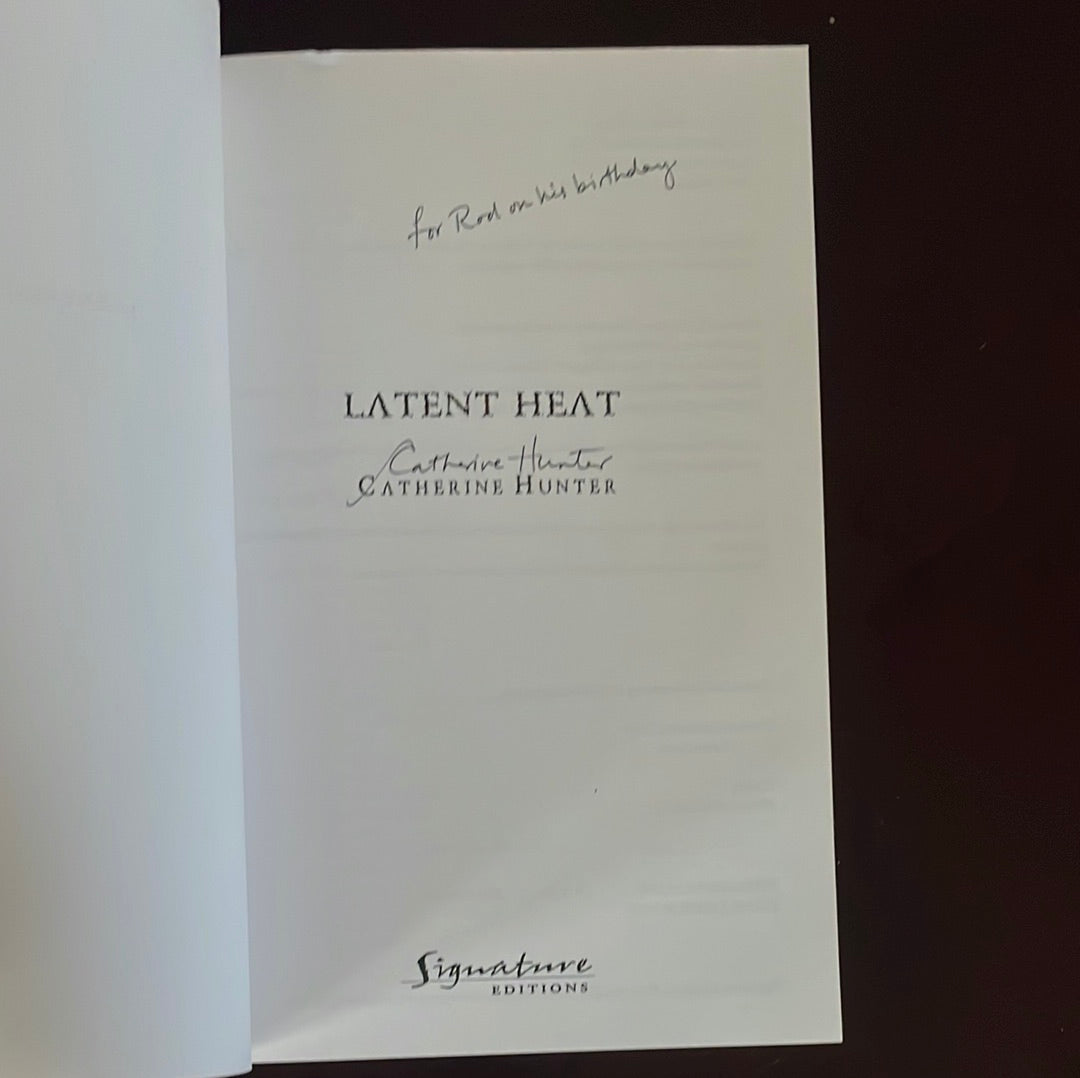 for Rod on his birthday
LATENT HEAT
Catherine Hunter
CATHERINE HUNTER
Signature
EDITIONS